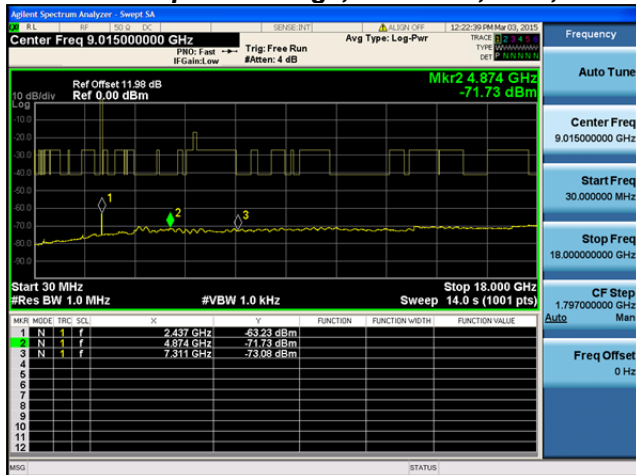 Agilent Spectrum Analyzer - Swept SA
RL RF 50 Ω DC SENSE:INT ALIGN OFF 12:22:39 PM Mar 03, 2015
Center Freq 9.015000000 GHz
PNO: Fast
IFGain:Low
Trig: Free Run
#Atten: 4 dB
Avg Type: Log-Pwr
TRACE 1 2 3 4 5 6
TYPE
DET P N N N N N
Frequency
Auto Tune
Center Freq
9.015000000 GHz
Start Freq
30.000000 MHz
Stop Freq
18.000000000 GHz
CF Step
1.797000000 GHz
Auto Man
Freq Offset
0 Hz
Ref Offset 11.98 dB
10 dB/div Ref 0.00 dBm
Log
Mkr2 4.874 GHz
-71.73 dBm
-10.0
-20.0
-30.0
-40.0
-50.0
-60.0
-70.0
-80.0
-90.0
1
2
3
Start 30 MHz Stop 18.000 GHz
#Res BW 1.0 MHz #VBW 1.0 kHz Sweep 14.0 s (1001 pts)
MKR MODE TRC SCL X Y FUNCTION FUNCTION WIDTH FUNCTION VALUE
1 N 1 f 2.437 GHz -63.23 dBm
2 N 1 f 4.874 GHz -71.73 dBm
3 N 1 f 7.311 GHz -73.08 dBm
4
5
6
7
8
9
10
11
12
MSG STATUS